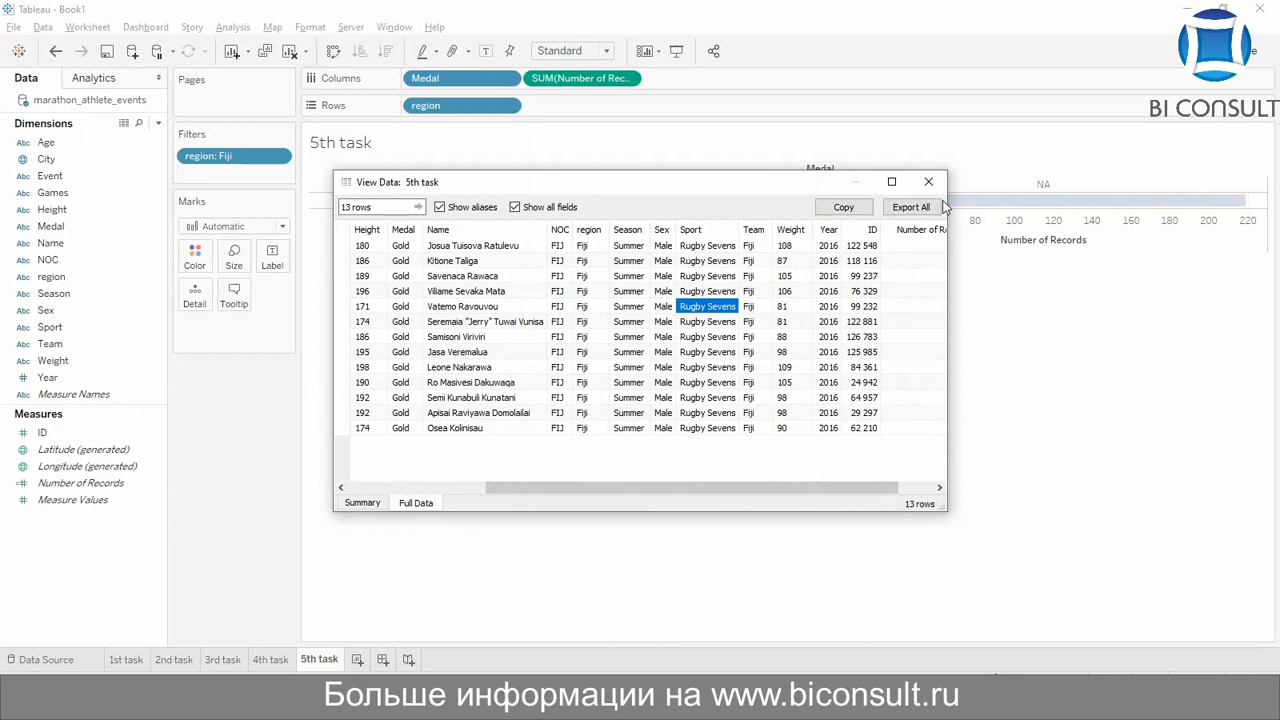 Tableau - Book1
File Data Worksheet Dashboard Story Analysis Map Format Server Window Help
Standard
BI CONSULT
Data Analytics
marathon_athlete_events
Dimensions
Abc Age
City
Abc Event
Abc Games
Abc Height
Abc Medal
Abc Name
Abc NOC
Abc region
Abc Season
Abc Sex
Abc Sport
Abc Team
Abc Weight
# Year
Abc Measure Names
Measures
# ID
Latitude (generated)
Longitude (generated)
=# Number of Records
# Measure Values
Pages
Filters
region: Fiji
Marks
Automatic
Color Size Label
Detail Tooltip
Columns Medal SUM(Number of Rec..
Rows region
5th task
Medal
NA
80 100 120 140 160 180 200 220
Number of Records
View Data: 5th task
13 rows Show aliases Show all fields Copy Export All
Height Medal Name NOC region Season Sex Sport Team Weight Year ID Number of R
180 Gold Josua Tuisova Ratulevu FIJ Fiji Summer Male Rugby Sevens Fiji 108 2016 122 548
186 Gold Kitione Taliga FIJ Fiji Summer Male Rugby Sevens Fiji 87 2016 118 116
189 Gold Savenaca Rawaca FIJ Fiji Summer Male Rugby Sevens Fiji 105 2016 99 237
196 Gold Viliame Sevaka Mata FIJ Fiji Summer Male Rugby Sevens Fiji 106 2016 76 329
171 Gold Vatemo Ravouvou FIJ Fiji Summer Male Rugby Sevens Fiji 81 2016 99 232
174 Gold Seremaia "Jerry" Tuwai Vunisa FIJ Fiji Summer Male Rugby Sevens Fiji 81 2016 122 881
186 Gold Samisoni Viriviri FIJ Fiji Summer Male Rugby Sevens Fiji 88 2016 126 783
195 Gold Jasa Veremalua FIJ Fiji Summer Male Rugby Sevens Fiji 98 2016 125 985
198 Gold Leone Nakarawa FIJ Fiji Summer Male Rugby Sevens Fiji 109 2016 84 361
190 Gold Ro Masivesi Dakuwaqa FIJ Fiji Summer Male Rugby Sevens Fiji 105 2016 24 942
192 Gold Semi Kunabuli Kunatani FIJ Fiji Summer Male Rugby Sevens Fiji 98 2016 64 957
192 Gold Apisai Raviyawa Domolailai FIJ Fiji Summer Male Rugby Sevens Fiji 98 2016 29 297
174 Gold Osea Kolinisau FIJ Fiji Summer Male Rugby Sevens Fiji 90 2016 62 210
Summary Full Data 13 rows
Data Source 1st task 2nd task 3rd task 4th task 5th task
Больше информации на www.biconsult.ru